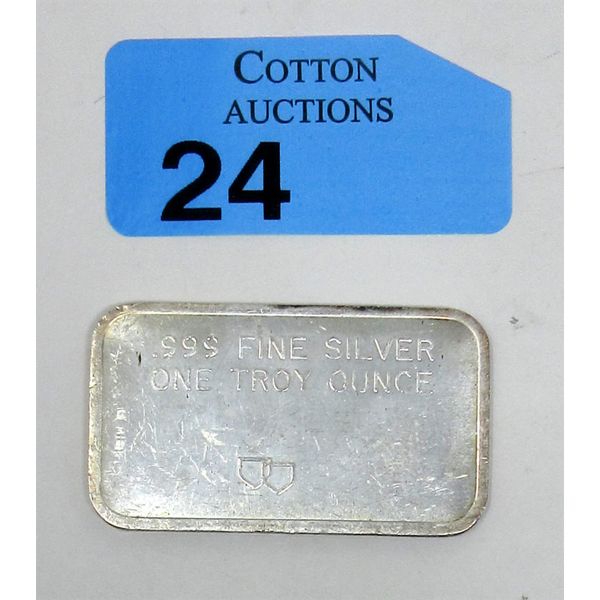 COTTON
AUCTIONS
24
.999 FINE SILVER
ONE TROY OUNCE